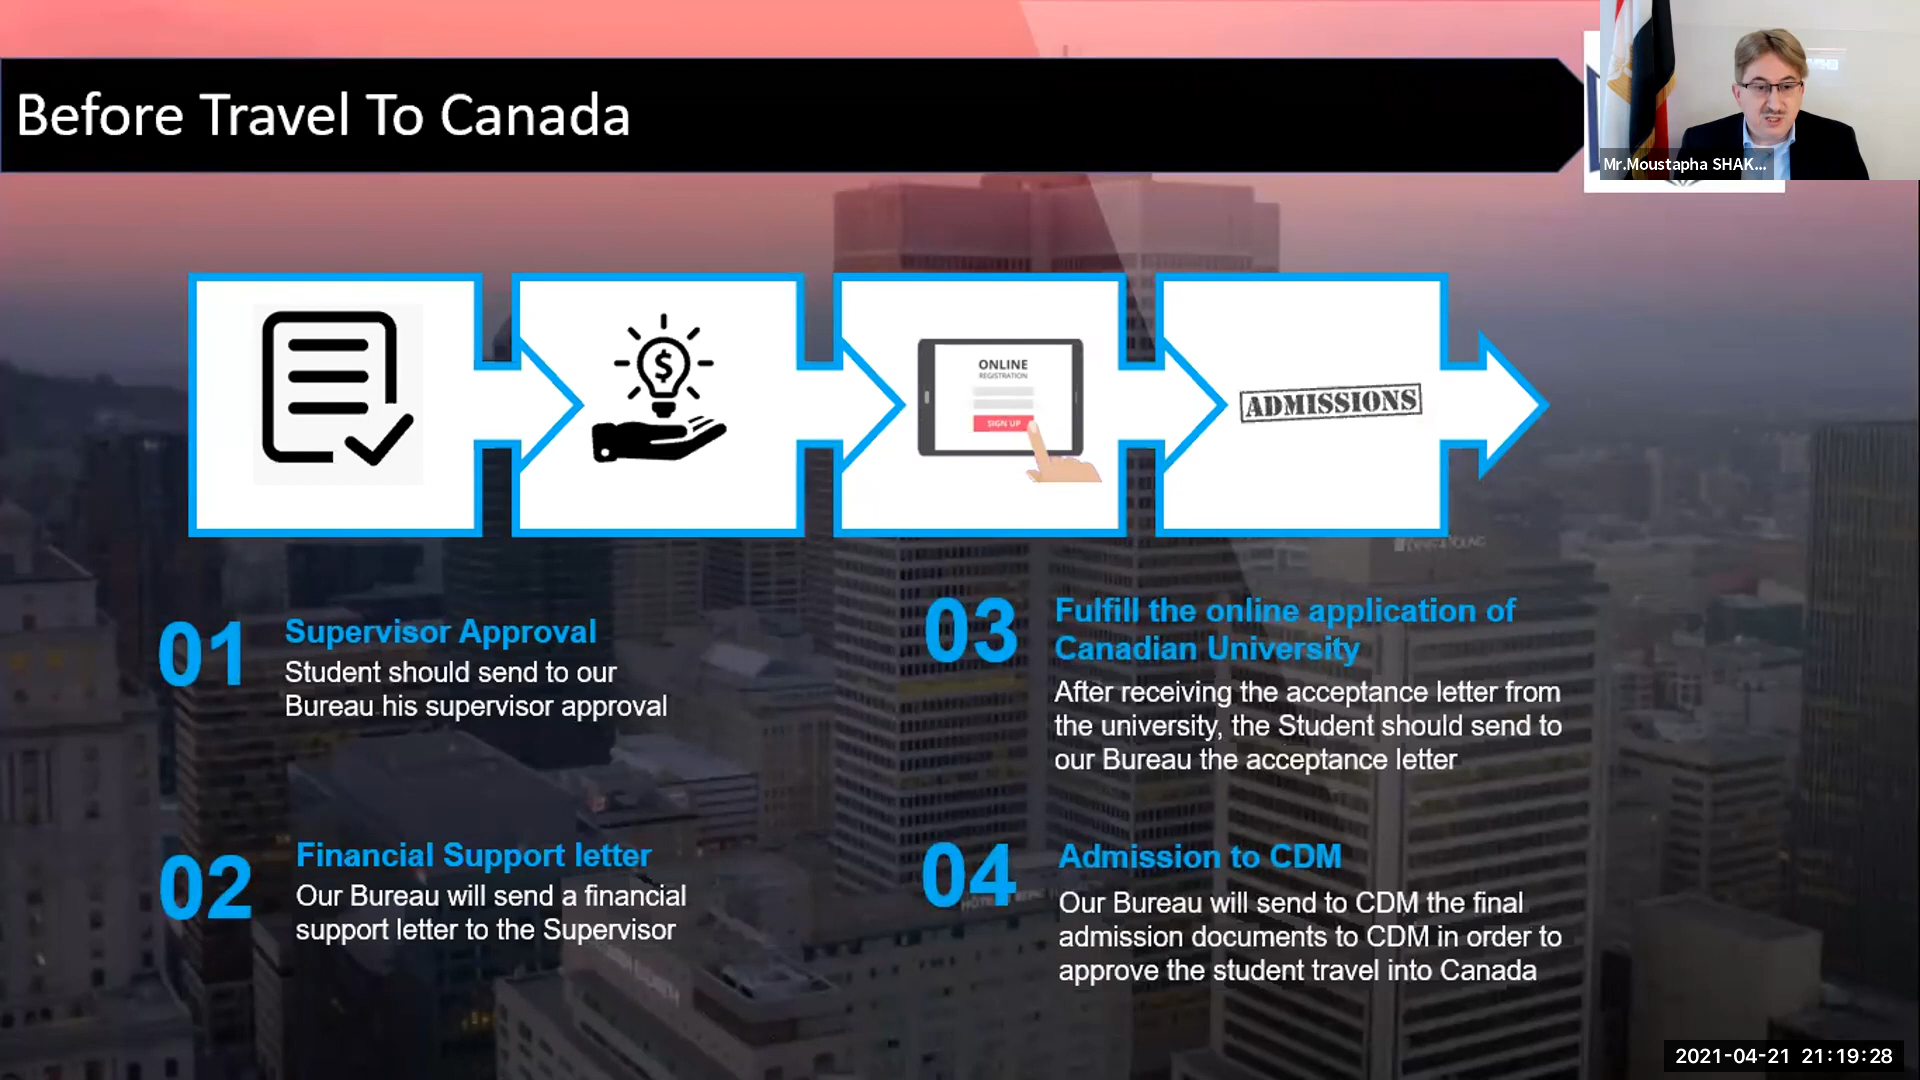 Before Travel To Canada
Mr.Moustapha SHAK...
ONLINE
REGISTRATION
SIGN UP
ADMISSIONS
01
Supervisor Approval
Student should send to our
Bureau his supervisor approval
02
Financial Support letter
Our Bureau will send a financial
support letter to the Supervisor
03
Fulfill the online application of
Canadian University
After receiving the acceptance letter from
the university, the Student should send to
our Bureau the acceptance letter
04
Admission to CDM
Our Bureau will send to CDM the final
admission documents to CDM in order to
approve the student travel into Canada
2021-04-21 21:19:28